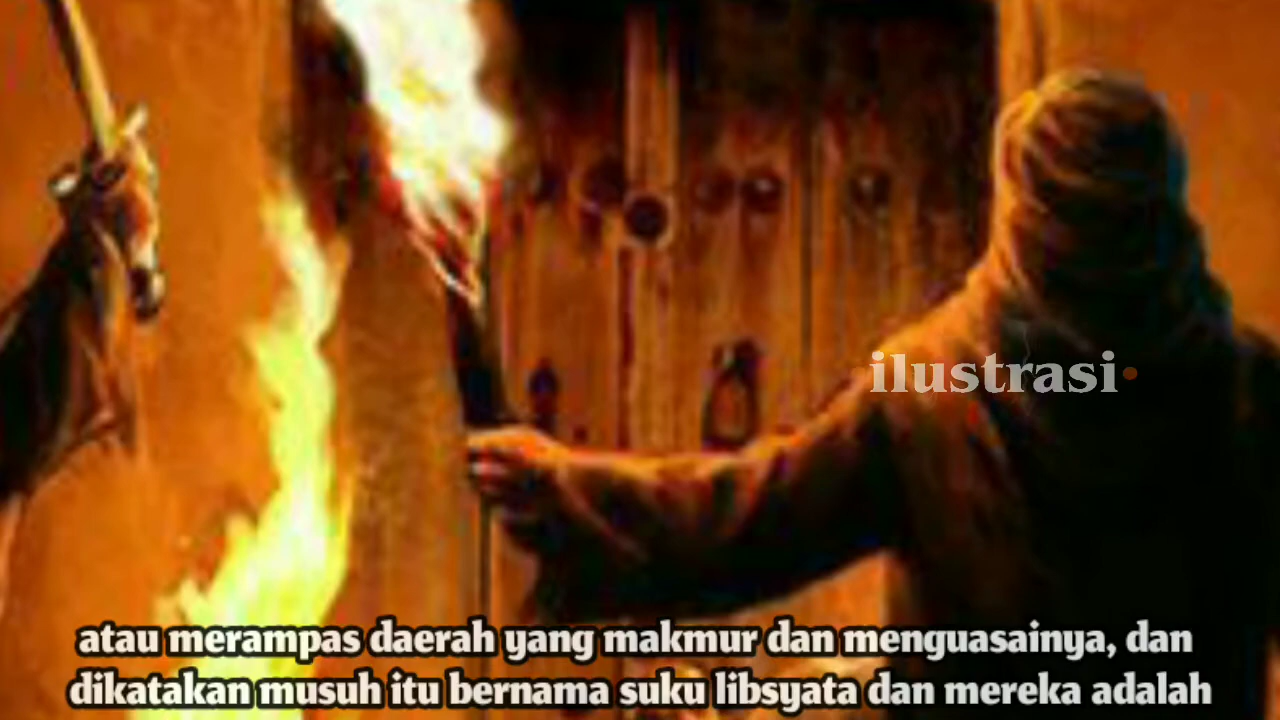 ilustrasi
atau merampas daerah yang makmur dan menguasainya, dan
dikatakan musuh itu bernama suku libsyata dan mereka adalah